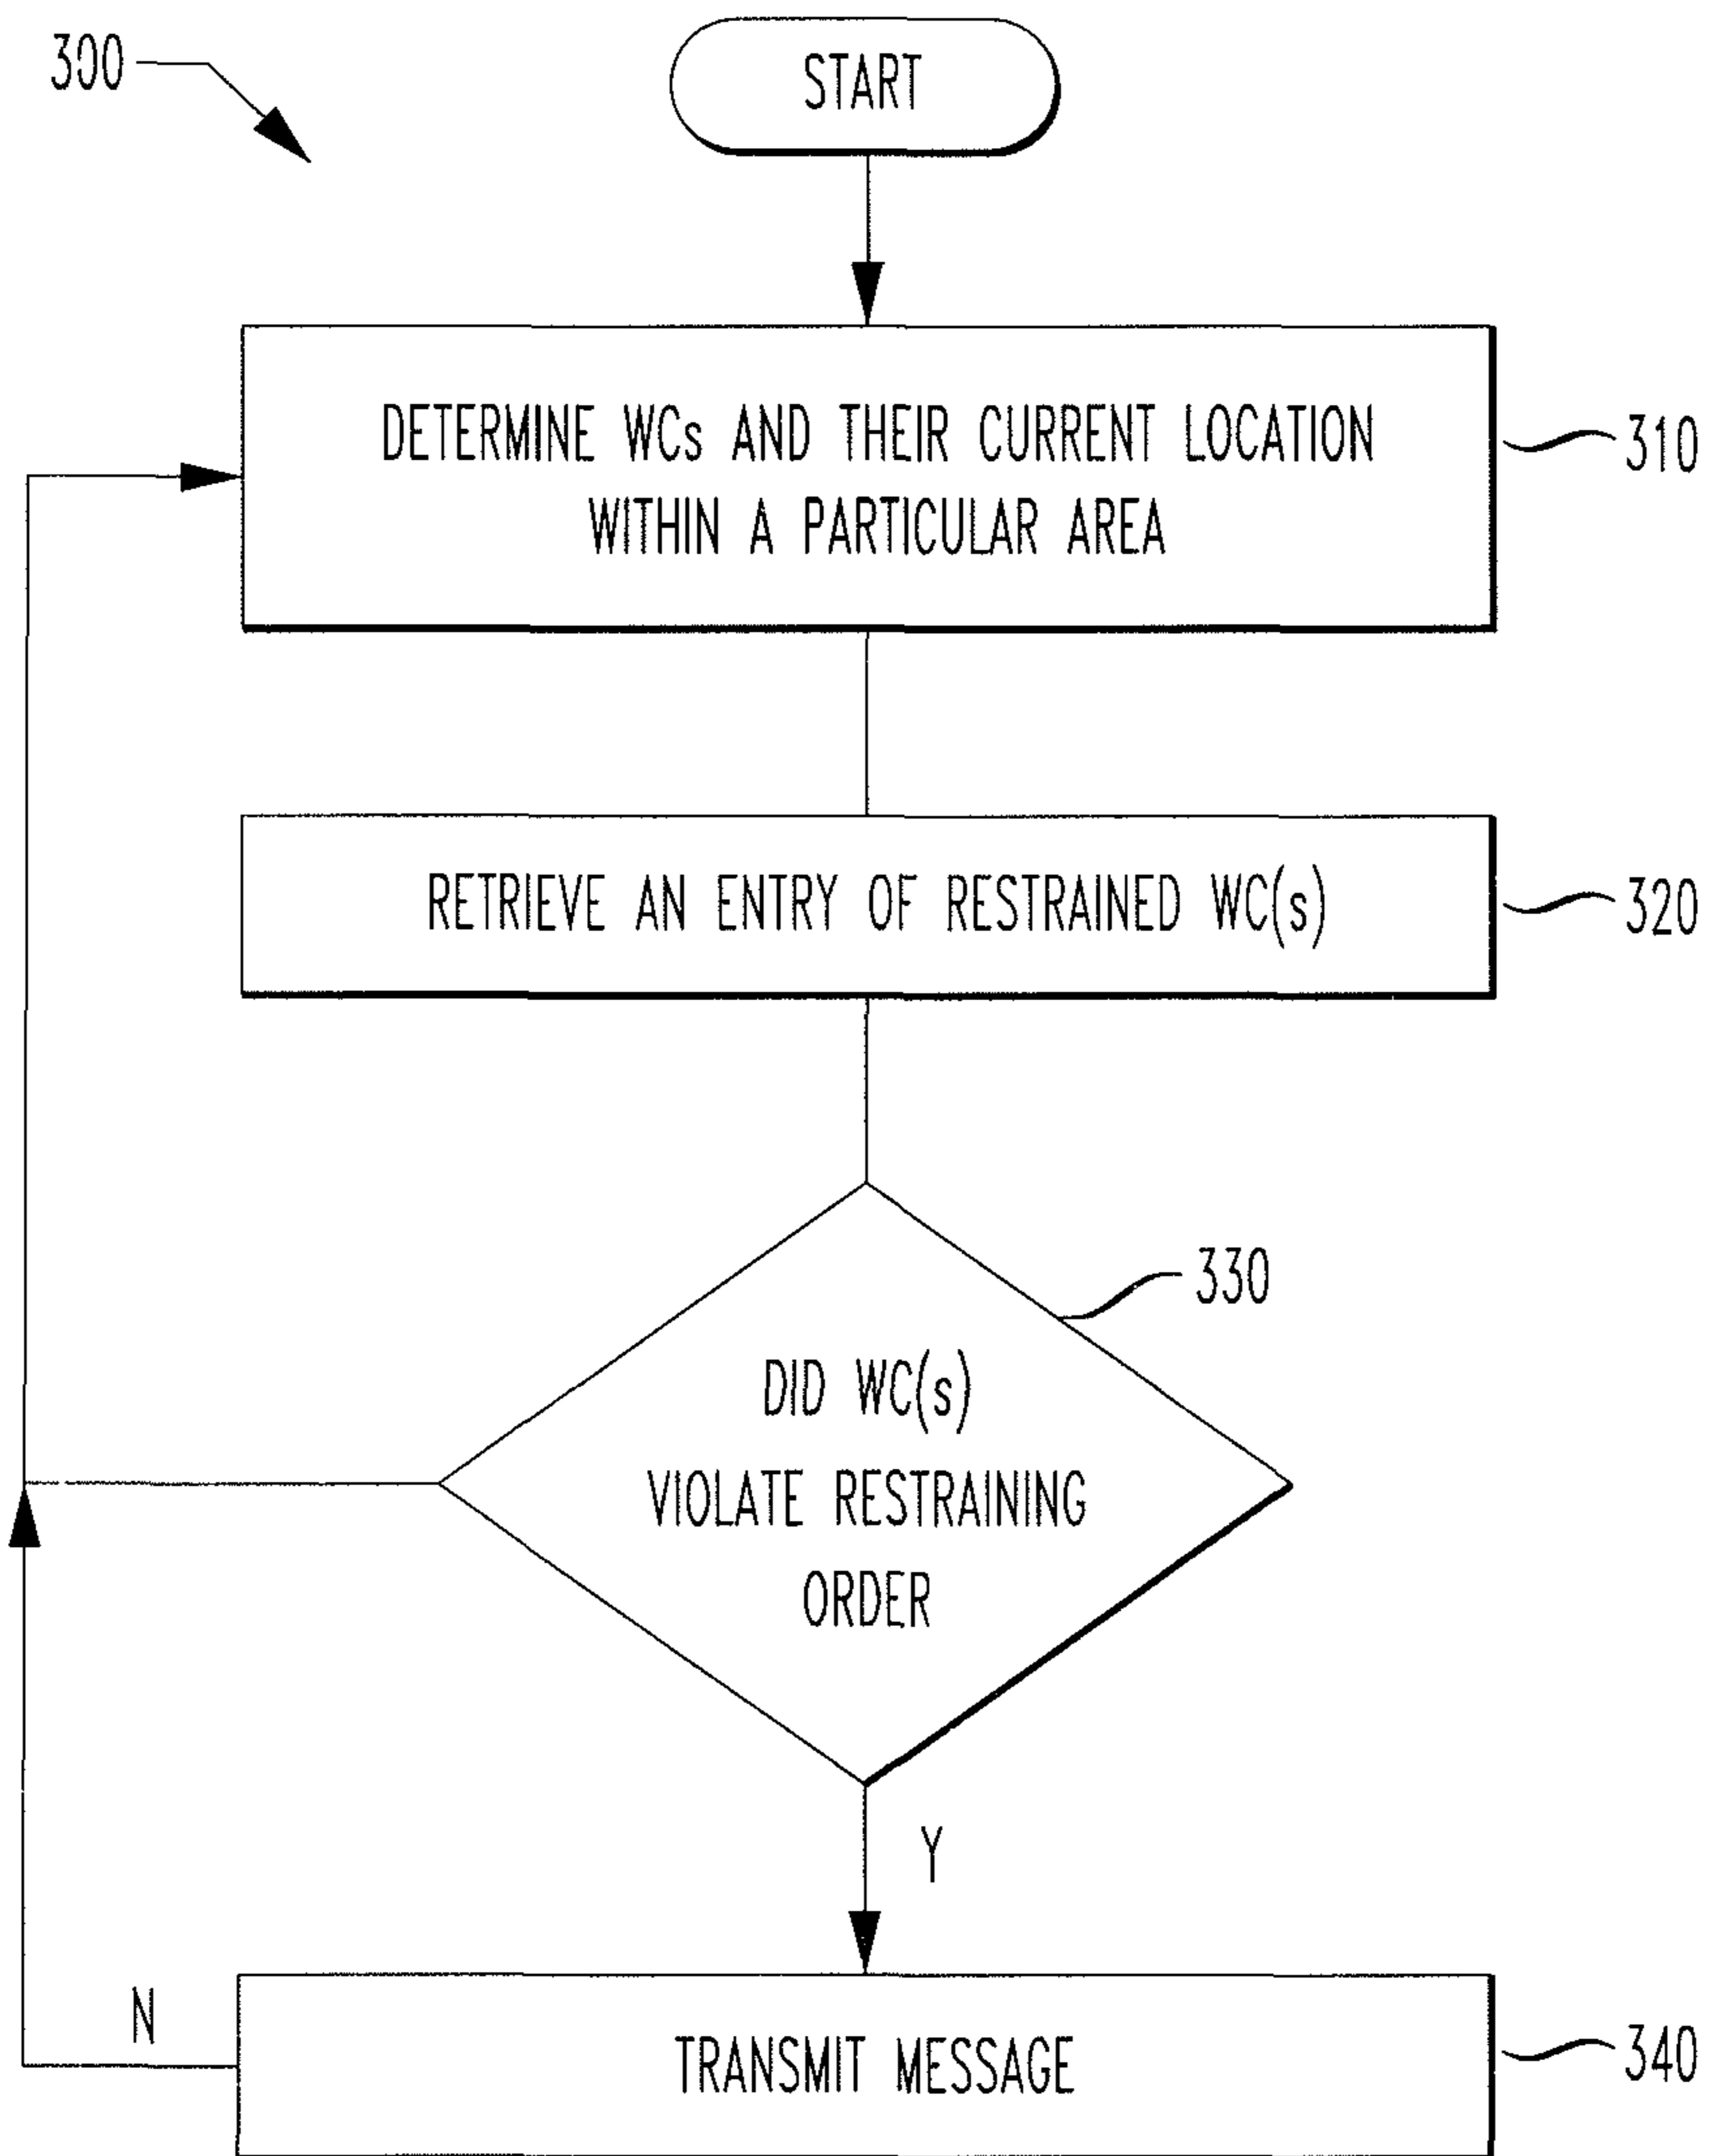 300
START
DETERMINE WCs AND THEIR CURRENT LOCATION
WITHIN A PARTICULAR AREA
310
RETRIEVE AN ENTRY OF RESTRAINED WC(s)
320
330
DID WC(s)
VIOLATE RESTRAINING
ORDER
Y
N
TRANSMIT MESSAGE
340